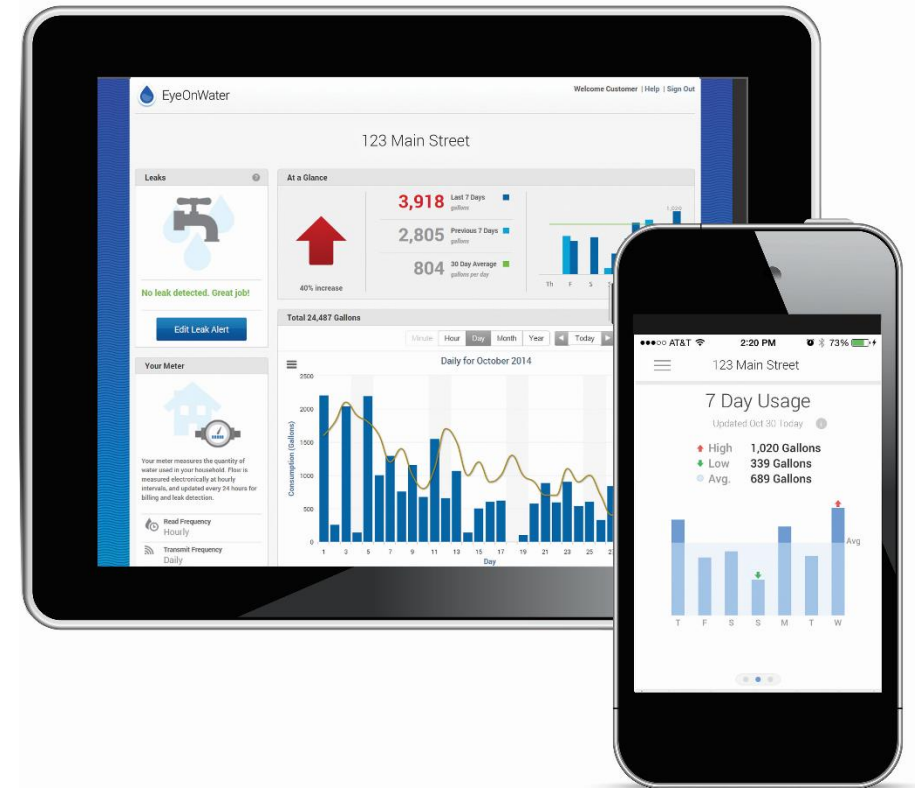 EyeOnWater
Welcome Customer | Help | Sign Out
123 Main Street
Leaks
No leak detected. Great job!
Edit Leak Alert
Your Meter
Your meter measures the quantity of
water used in your household. Flow is
measured electronically at hourly
intervals, and updated every 24 hours for
billing and leak detection.
Read Frequency
Hourly
Transmit Frequency
Daily
At a Glance
40% increase
3,918 Last 7 Days
gallons
2,805 Previous 7 Days
gallons
804 30 Day Average
gallons per day
Th F S
Total 24,487 Gallons
Minute Hour Day Month Year Today
Daily for October 2014
Consumption (Gallons)
2500
2000
1500
1000
500
0
1 3 5 7 9 11 13 15 17 19 21 23 25
Day
AT&T 2:20 PM 73%
123 Main Street
7 Day Usage
Updated Oct 30 Today
High 1,020 Gallons
Low 339 Gallons
Avg. 689 Gallons
Avg
T F S S M T W